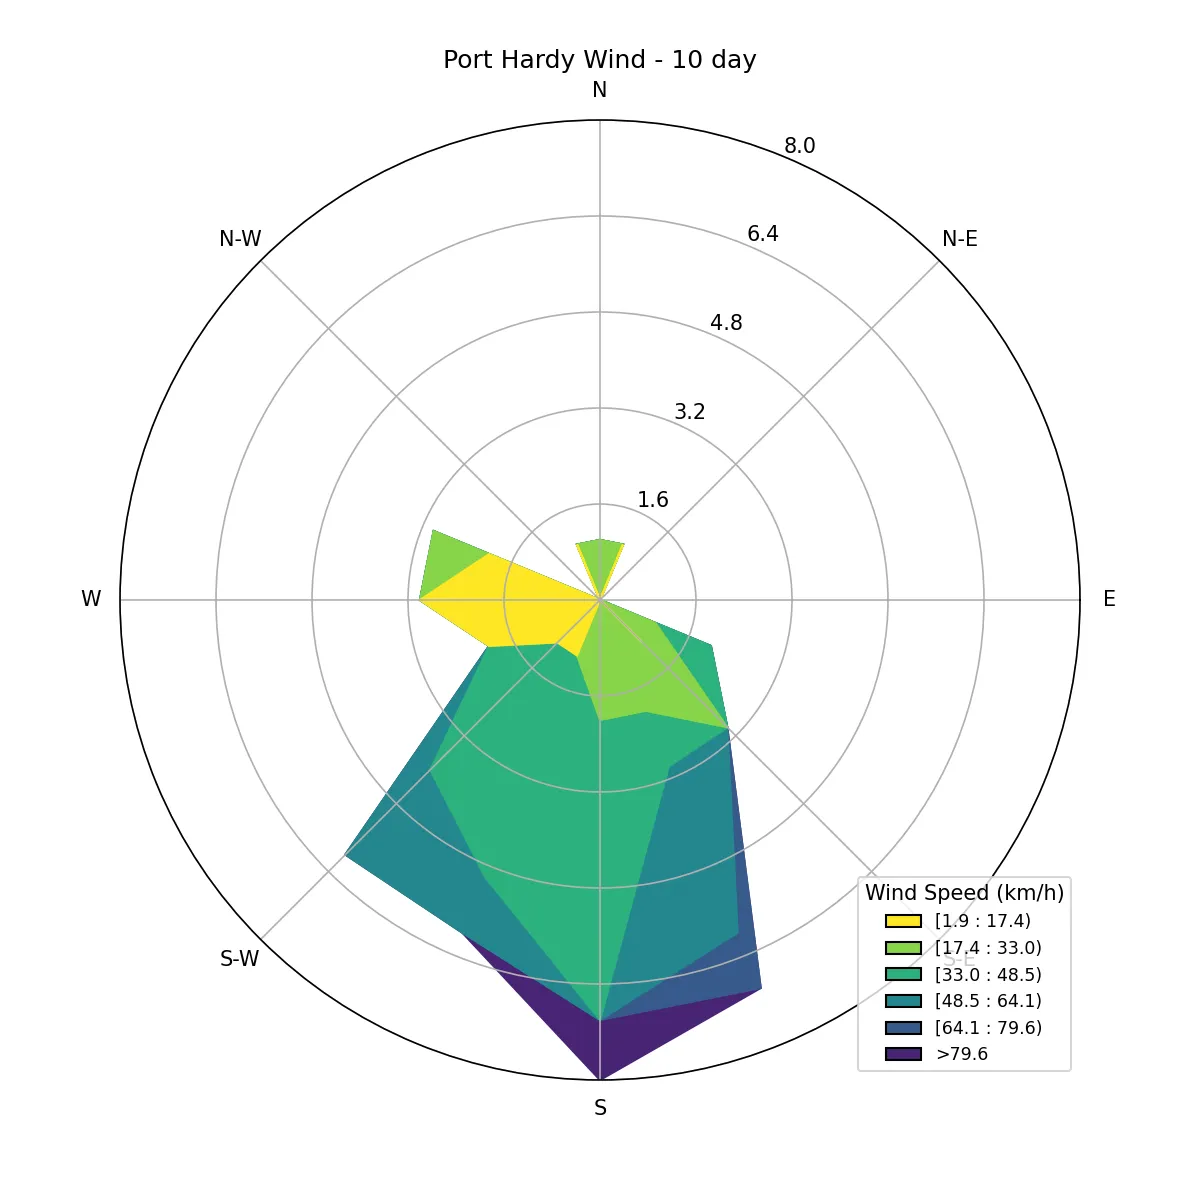 Port Hardy Wind - 10 day
N
8.0
N-W
6.4
N-E
4.8
3.2
1.6
W
E
Wind Speed (km/h)
[1.9 : 17.4)
[17.4 : 33.0)
S-W
S-E
[33.0 : 48.5)
[48.5 : 64.1)
[64.1 : 79.6)
>79.6
S